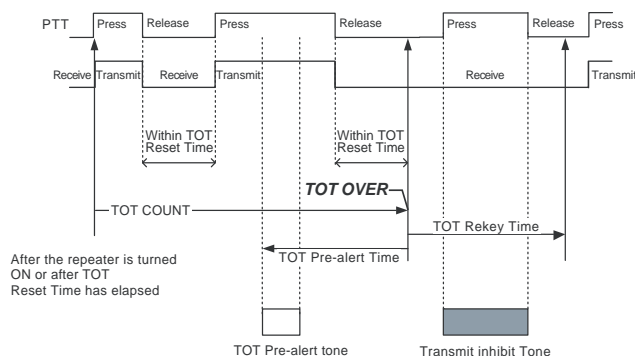 PTT Press Release Press Release Press Release Press
Receive Transmit Receive Transmit Receive Transmit
Within TOT Within TOT
Reset Time Reset Time
TOT OVER
TOT COUNT
TOT Rekey Time
TOT Pre-alert Time
After the repeater is turned
ON or after TOT
Reset Time has elapsed
TOT Pre-alert tone Transmit inhibit Tone